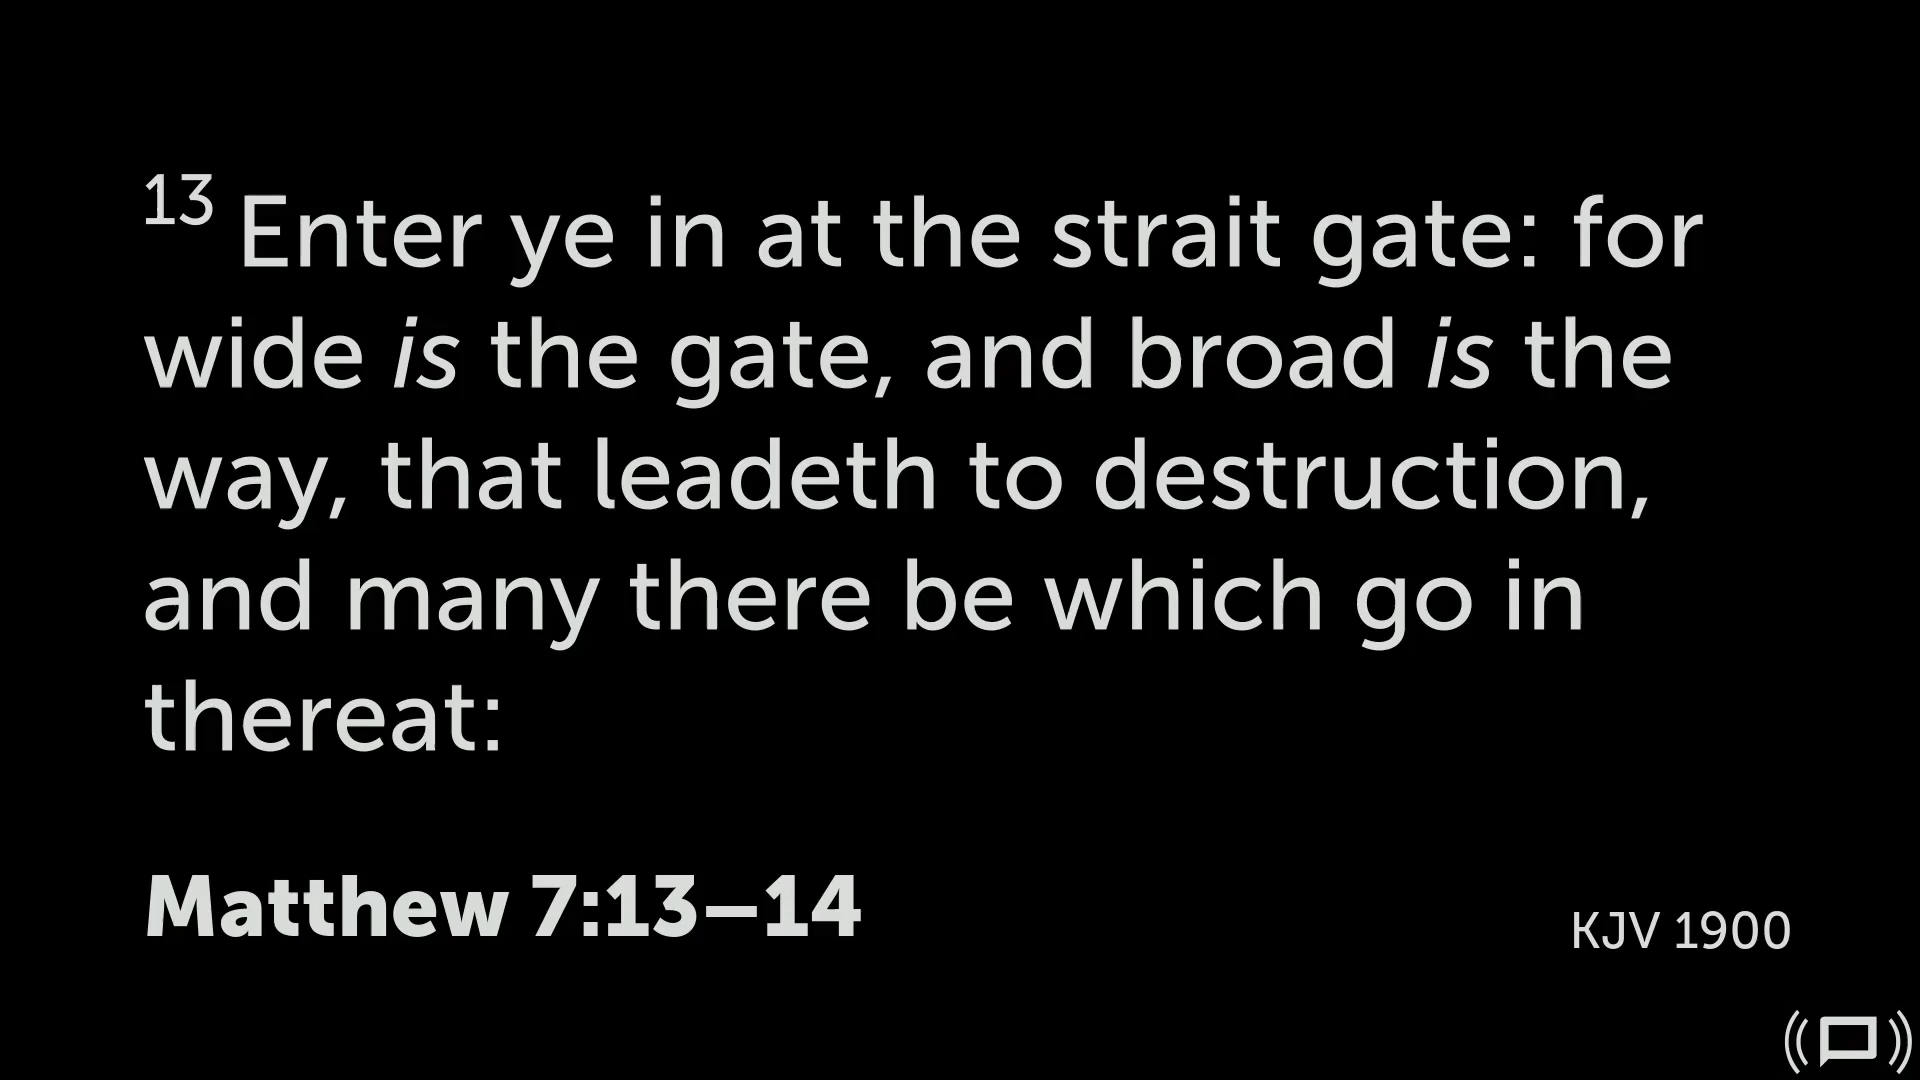 13 Enter ye in at the strait gate: for
wide is the gate, and broad is the
way, that leadeth to destruction,
and many there be which go in
thereat:
Matthew 7:13–14
KJV 1900